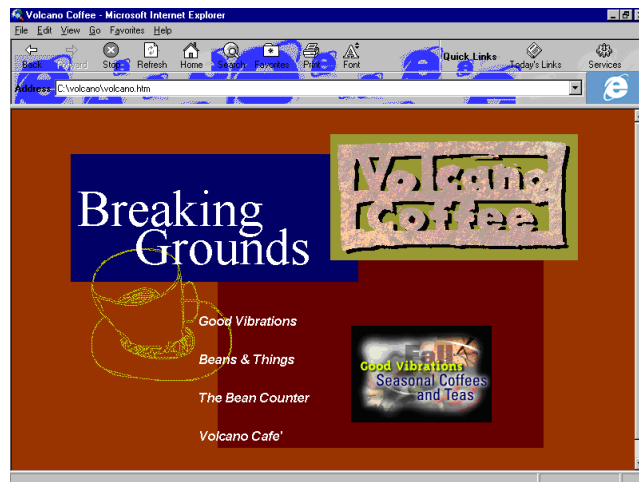 Volcano Coffee - Microsoft Internet Explorer
File Edit View Go Favorites Help
Back Forward Stop Refresh Home Search Favorites Print Font Quick Links Today's Links Services
Address C:\volcano\volcano.htm
Volcano
Coffee
Breaking
Grounds
Good Vibrations
Beans & Things
The Bean Counter
Volcano Cafe'
Fall
Good Vibrations
Seasonal Coffees
and Teas